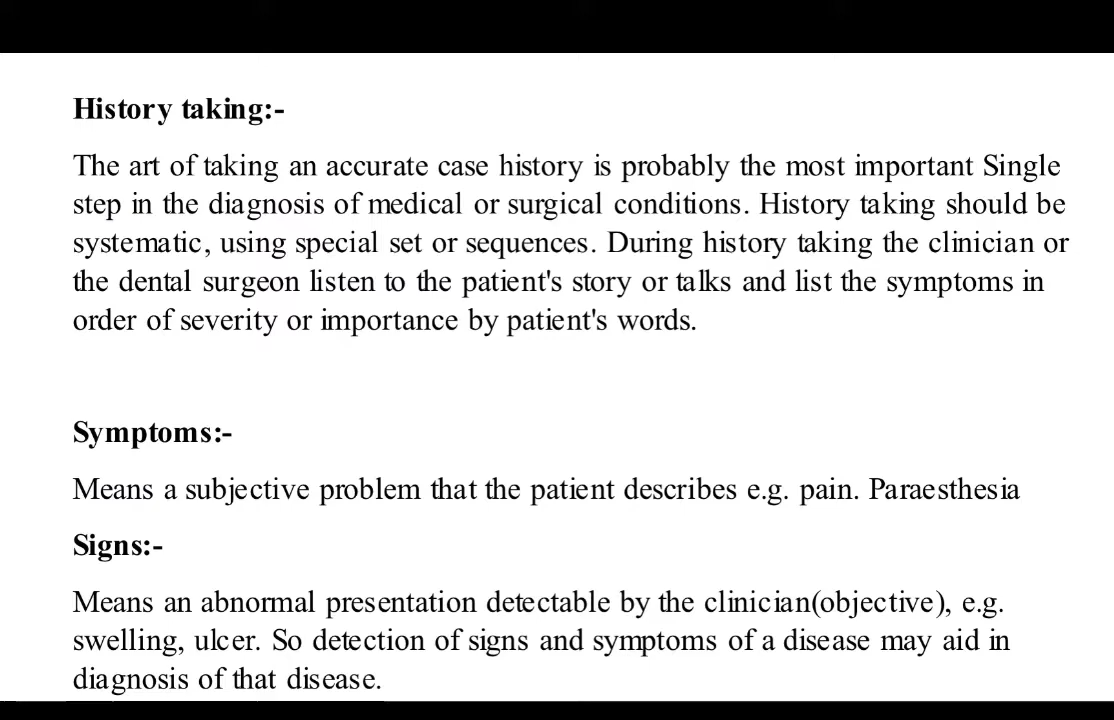 History taking:-
The art of taking an accurate case history is probably the most important Single
step in the diagnosis of medical or surgical conditions. History taking should be
systematic, using special set or sequences. During history taking the clinician or
the dental surgeon listen to the patient's story or talks and list the symptoms in
order of severity or importance by patient's words.
Symptoms:-
Means a subjective problem that the patient describes e.g. pain. Paraesthesia
Signs:-
Means an abnormal presentation detectable by the clinician(objective), e.g.
swelling, ulcer. So detection of signs and symptoms of a disease may aid in
diagnosis of that disease.